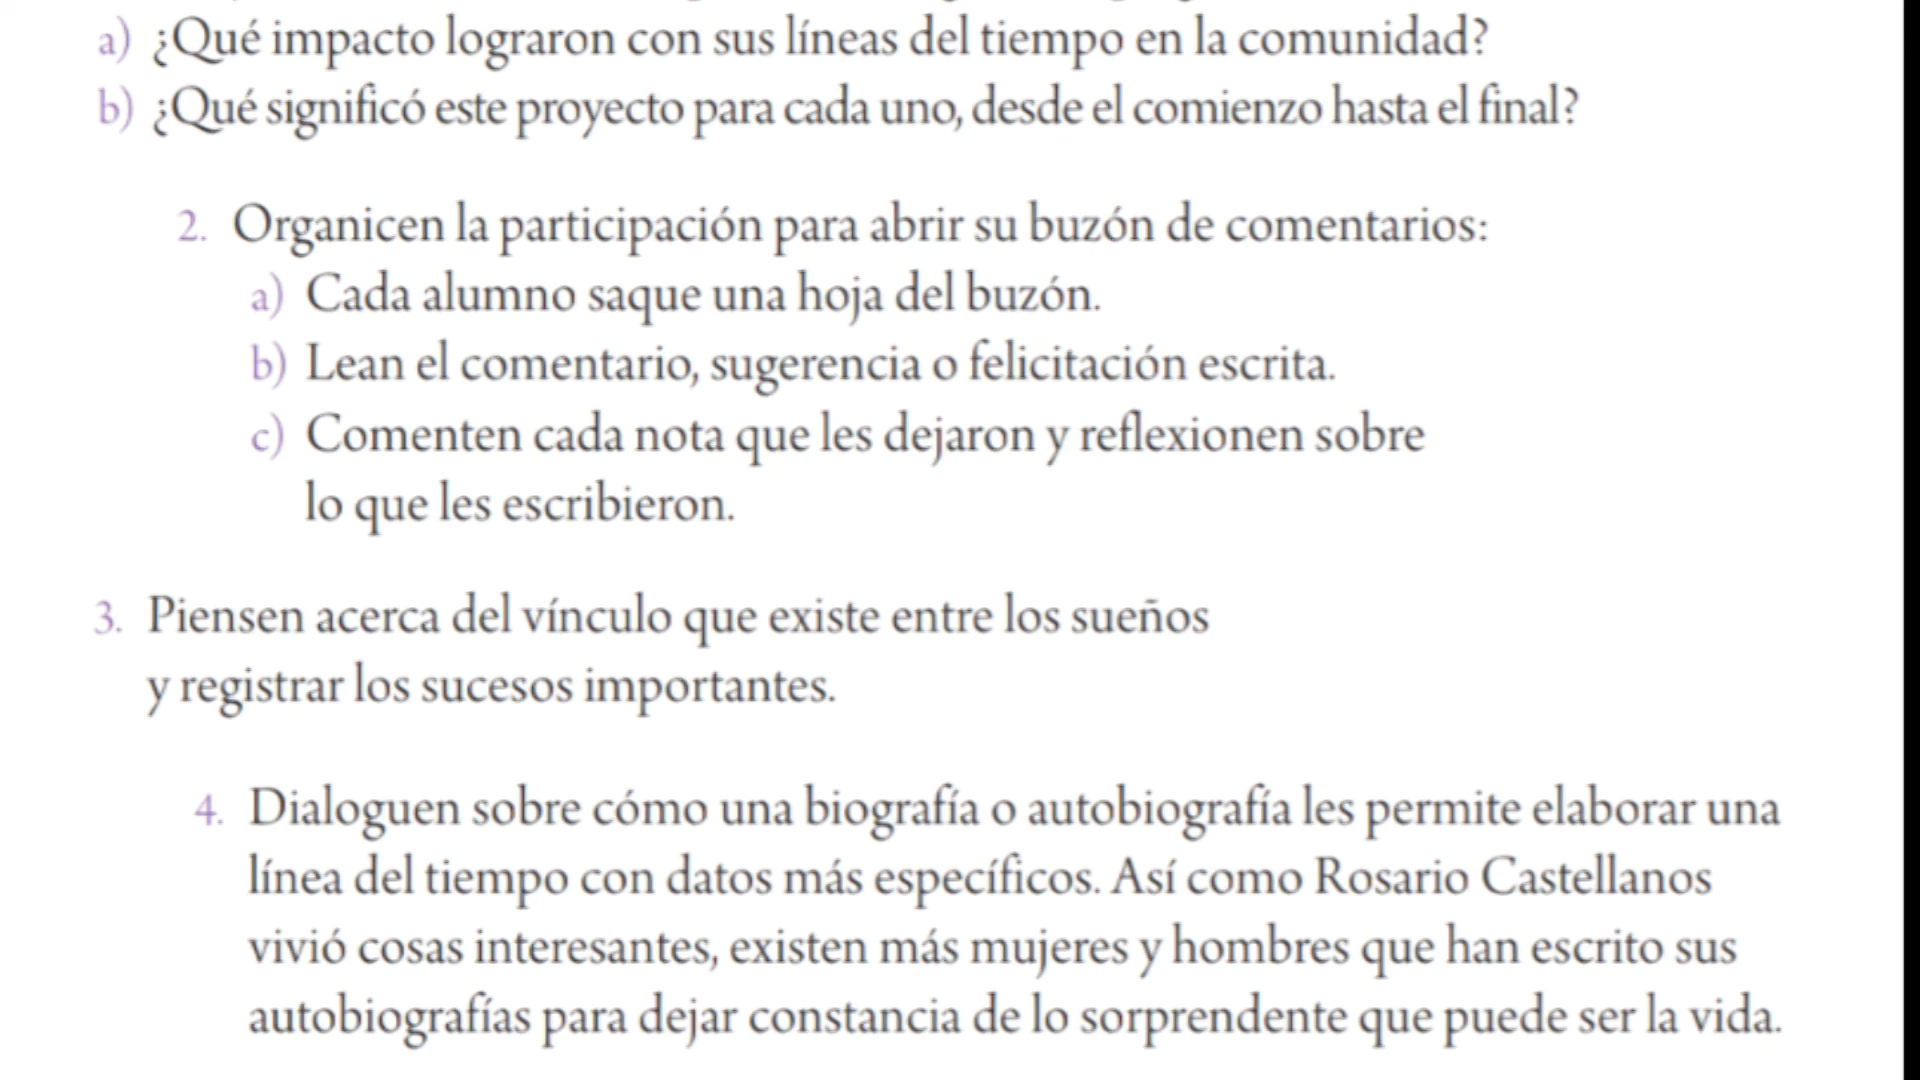 a) ¿Qué impacto lograron con sus líneas del tiempo en la comunidad?
b) ¿Qué significó este proyecto para cada uno, desde el comienzo hasta el final?
2. Organicen la participación para abrir su buzón de comentarios:
a) Cada alumno saque una hoja del buzón.
b) Lean el comentario, sugerencia o felicitación escrita.
c) Comenten cada nota que les dejaron y reflexionen sobre
lo que les escribieron.
3. Piensen acerca del vínculo que existe entre los sueños
y registrar los sucesos importantes.
4. Dialoguen sobre cómo una biografía o autobiografía les permite elaborar una
línea del tiempo con datos más específicos. Así como Rosario Castellanos
vivió cosas interesantes, existen más mujeres y hombres que han escrito sus
autobiografías para dejar constancia de lo sorprendente que puede ser la vida.